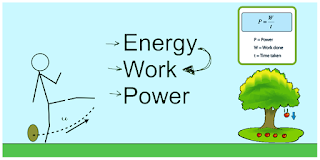 → Energy
→ Work
→ Power
P = W
t
P = Power
W = Work done
t = Time taken